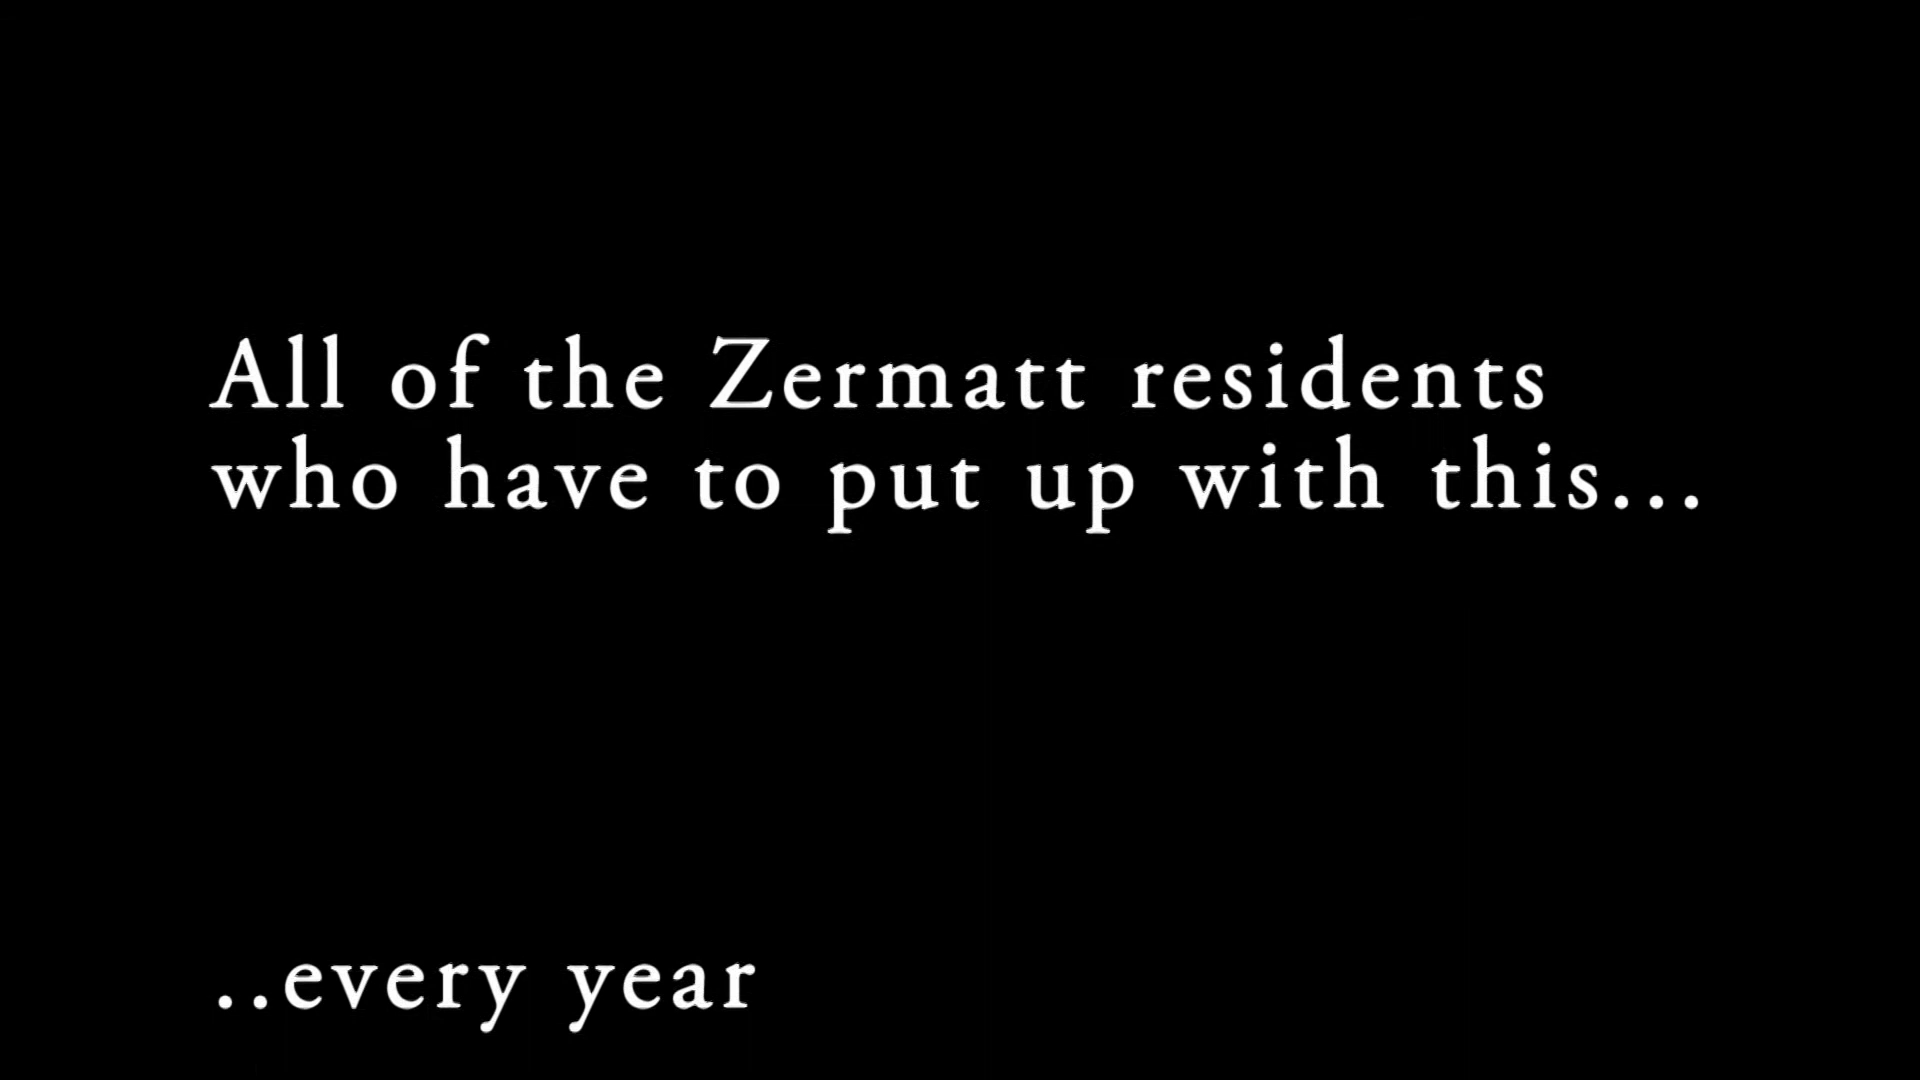 All of the Zermatt residents
who have to put up with this...
..every year